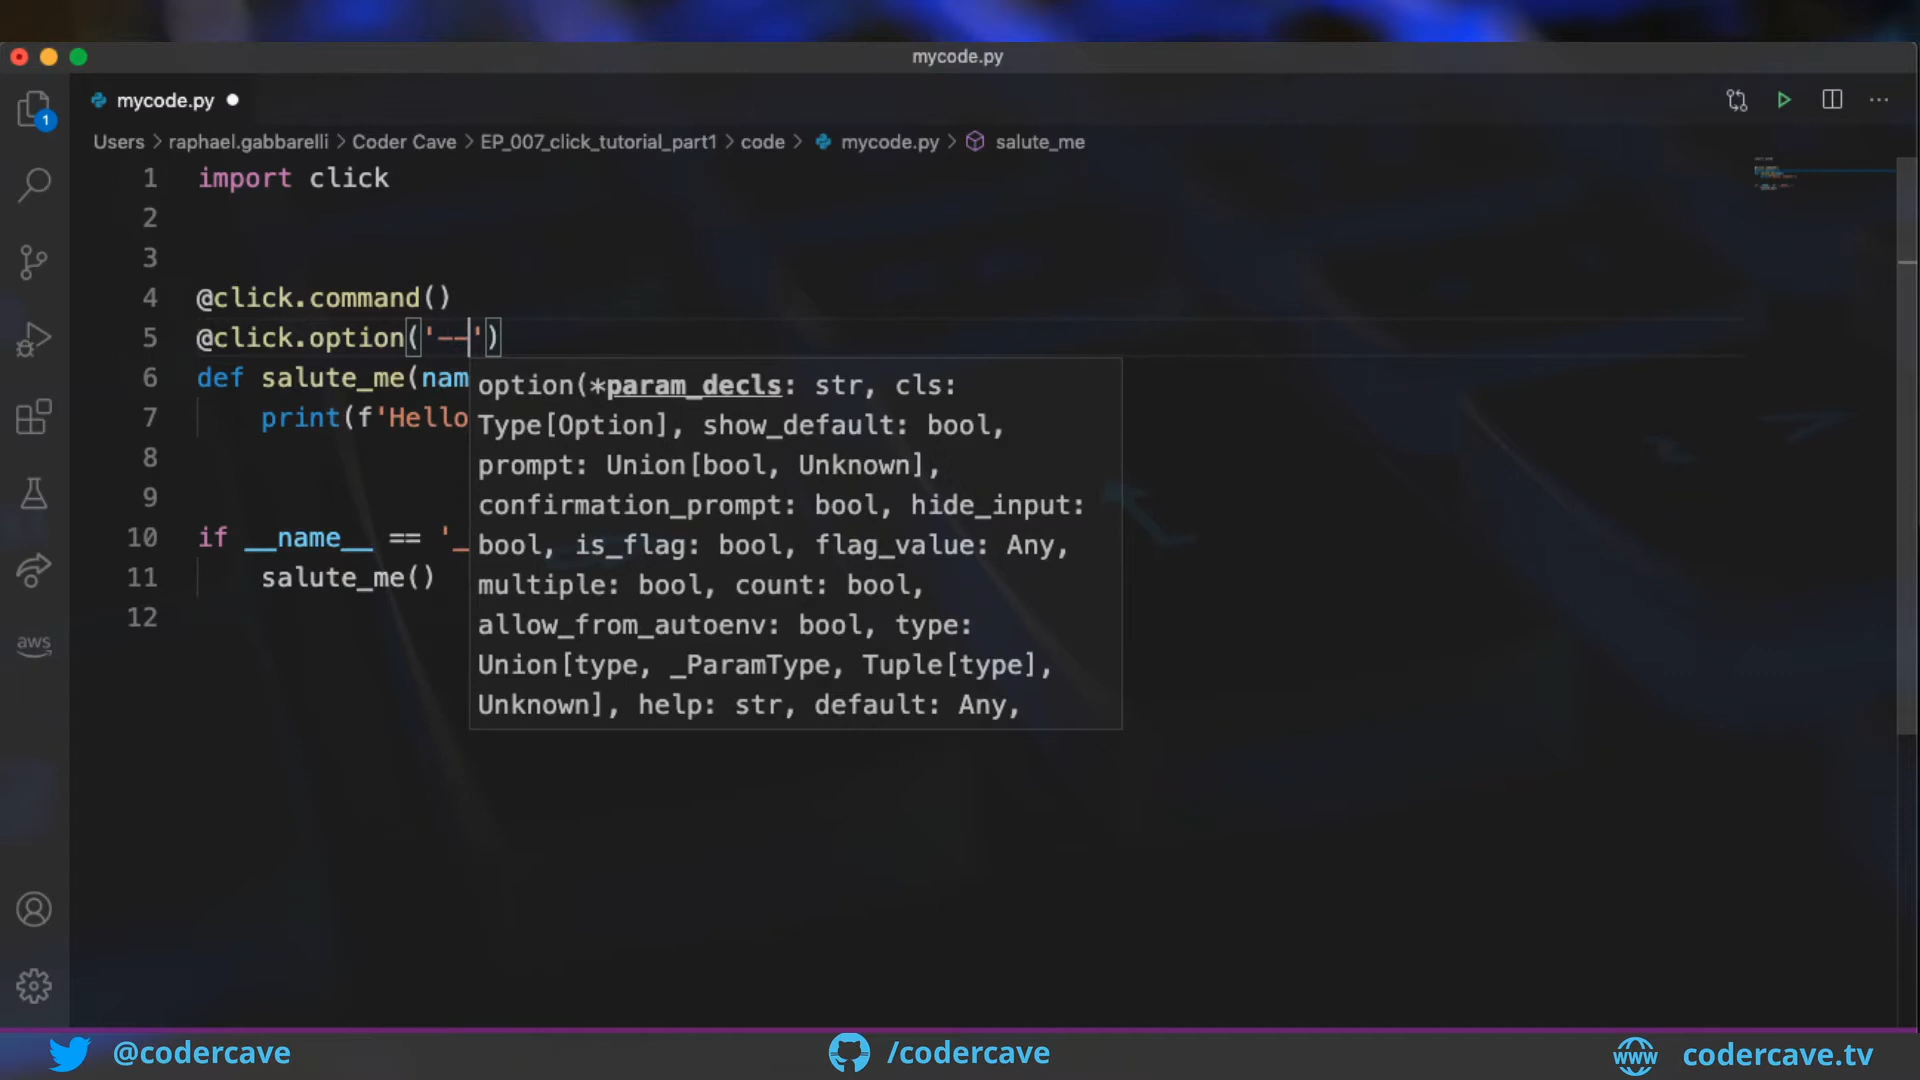 mycode.py
mycode.py
1
Users > raphael.gabbarelli > Coder Cave > EP_007_click_tutorial_part1 > code > mycode.py > salute_me
1 import click
2
3
4 @click.command()
5 @click.option('--')
6 def salute_me(nam
7 print(f'Hello
8
9
10 if __name__ == '_
11 salute_me()
12
option(*param_decls: str, cls:
Type[Option], show_default: bool,
prompt: Union[bool, Unknown],
confirmation_prompt: bool, hide_input:
bool, is_flag: bool, flag_value: Any,
multiple: bool, count: bool,
allow_from_autoenv: bool, type:
Union[type, _ParamType, Tuple[type],
Unknown], help: str, default: Any,
aws
@codercave /codercave www codercave.tv